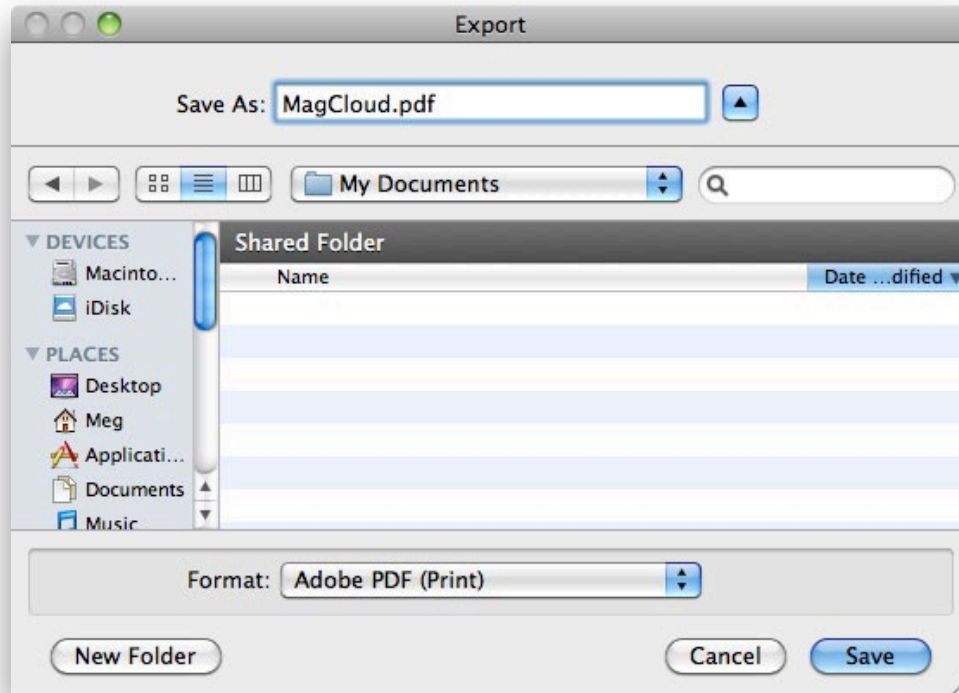 Export
Save As: MagCloud.pdf
My Documents
DEVICES
Macinto...
iDisk
PLACES
Desktop
Meg
Applicati...
Documents
Music
Shared Folder
Name Date ...dified
Format: Adobe PDF (Print)
New Folder Cancel Save